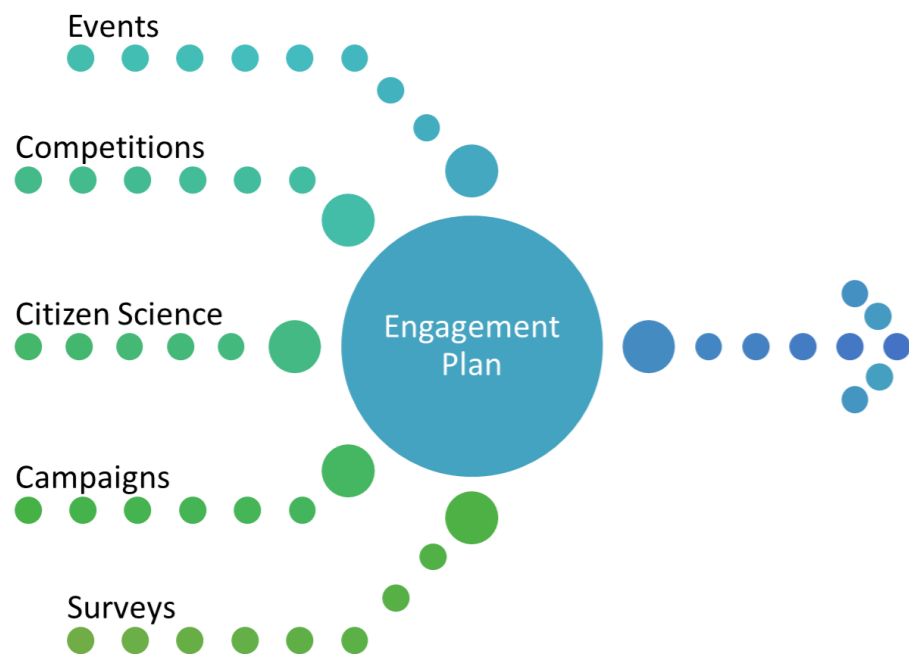 Events
Competitions
Citizen Science
Engagement
Plan
Campaigns
Surveys